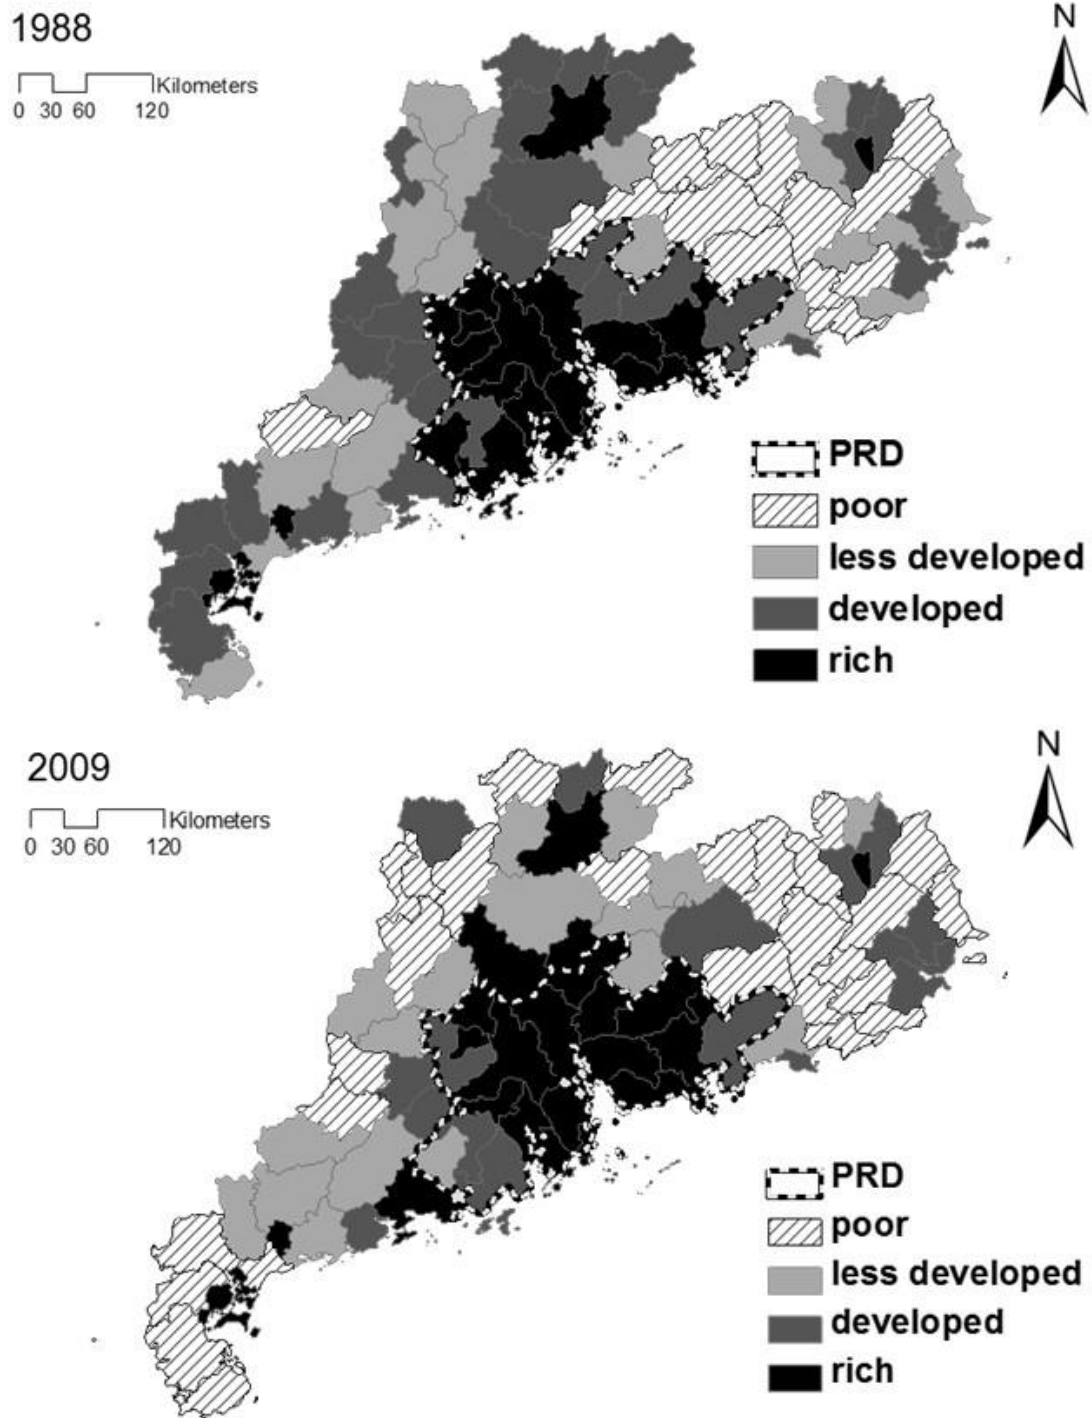 1988
N
Kilometers
0 30 60 120
PRD
poor
less developed
developed
rich
2009
N
Kilometers
0 30 60 120
PRD
poor
less developed
developed
rich